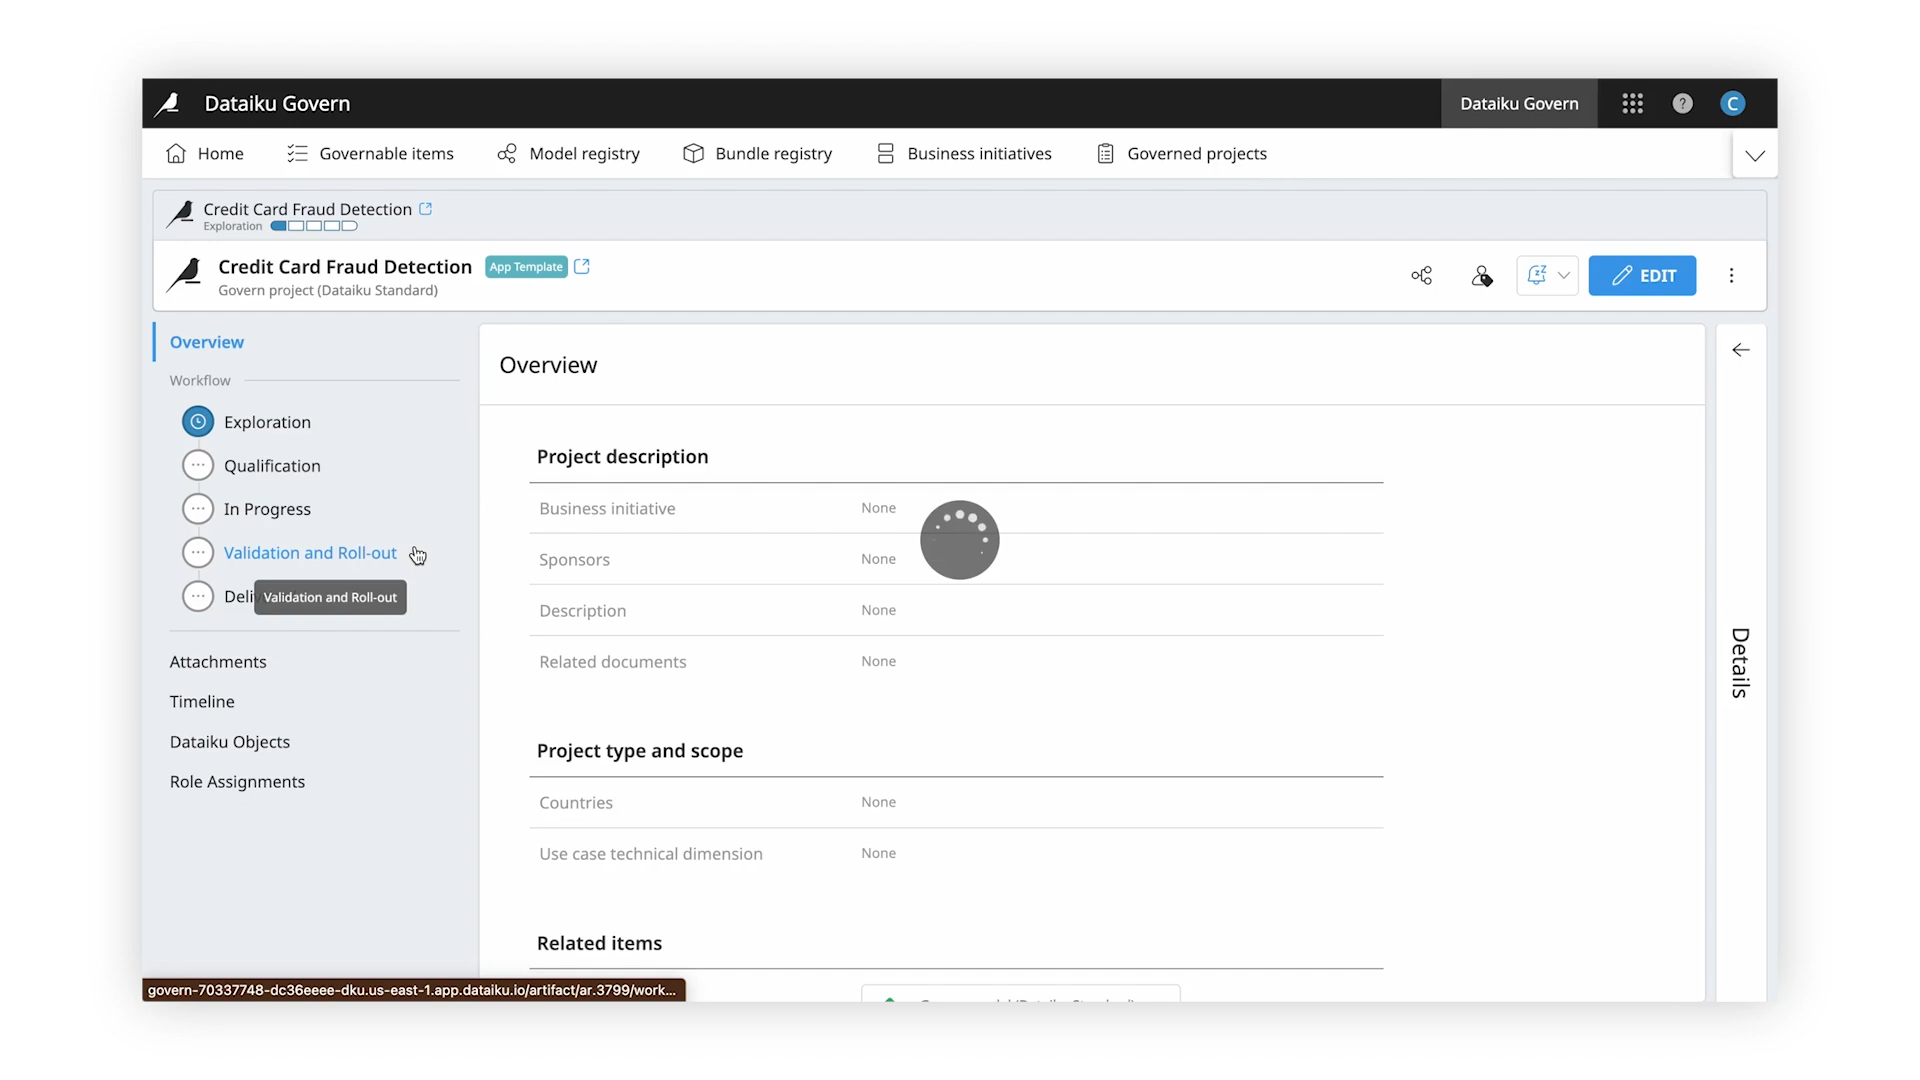 Dataiku Govern
Dataiku Govern
?
C
Home
Governable items
Model registry
Bundle registry
Business initiatives
Governed projects
Credit Card Fraud Detection
Exploration
Credit Card Fraud Detection
App Template
Govern project (Dataiku Standard)
EDIT
Overview
Workflow
Exploration
Qualification
In Progress
Validation and Roll-out
Deli
Validation and Roll-out
Attachments
Timeline
Dataiku Objects
Role Assignments
Overview
Project description
Business initiative None
Sponsors None
Description None
Related documents None
Project type and scope
Countries None
Use case technical dimension None
Related items
Details
govern-70337748-dc36eeee-dku.us-east-1.app.dataiku.io/artifact/ar.3799/work...